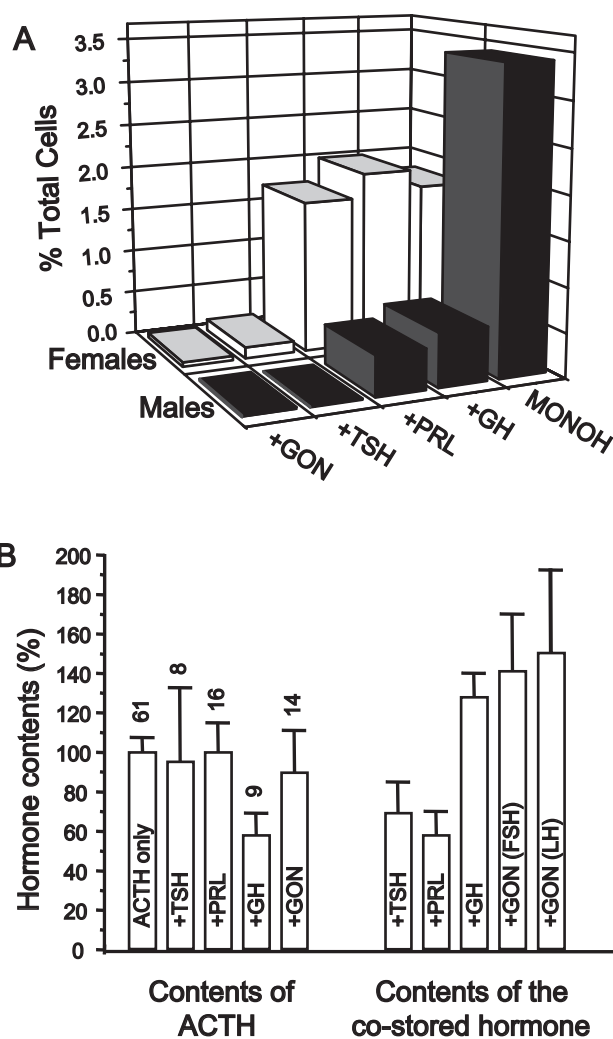 A
3.5
3.0
2.5
2.0
1.5
1.0
0.5
0.0
% Total Cells
Females
Males
+GON
+TSH
+PRL
+GH
MONOH
B
200
180
160
140
120
100
80
60
40
20
0
Hormone contents (%)
61
8
16
9
14
ACTH only
+TSH
+PRL
+GH
+GON
+TSH
+PRL
+GH
+GON (FSH)
+GON (LH)
Contents of
ACTH
Contents of the
co-stored hormone